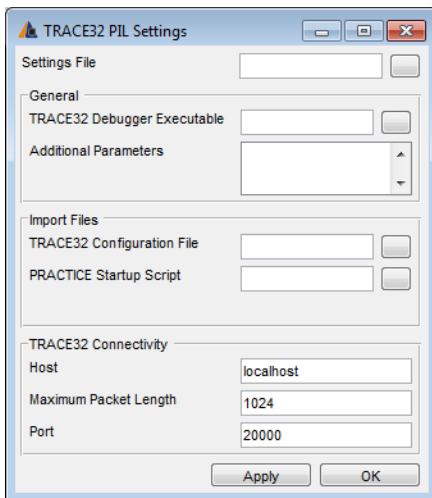 TRACE32 PIL Settings
Settings File
General
TRACE32 Debugger Executable
Additional Parameters
Import Files
TRACE32 Configuration File
PRACTICE Startup Script
TRACE32 Connectivity
Host localhost
Maximum Packet Length 1024
Port 20000
Apply OK